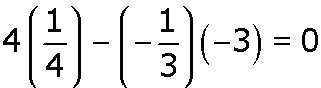 4(1/4) − (−1/3)(−3) = 0